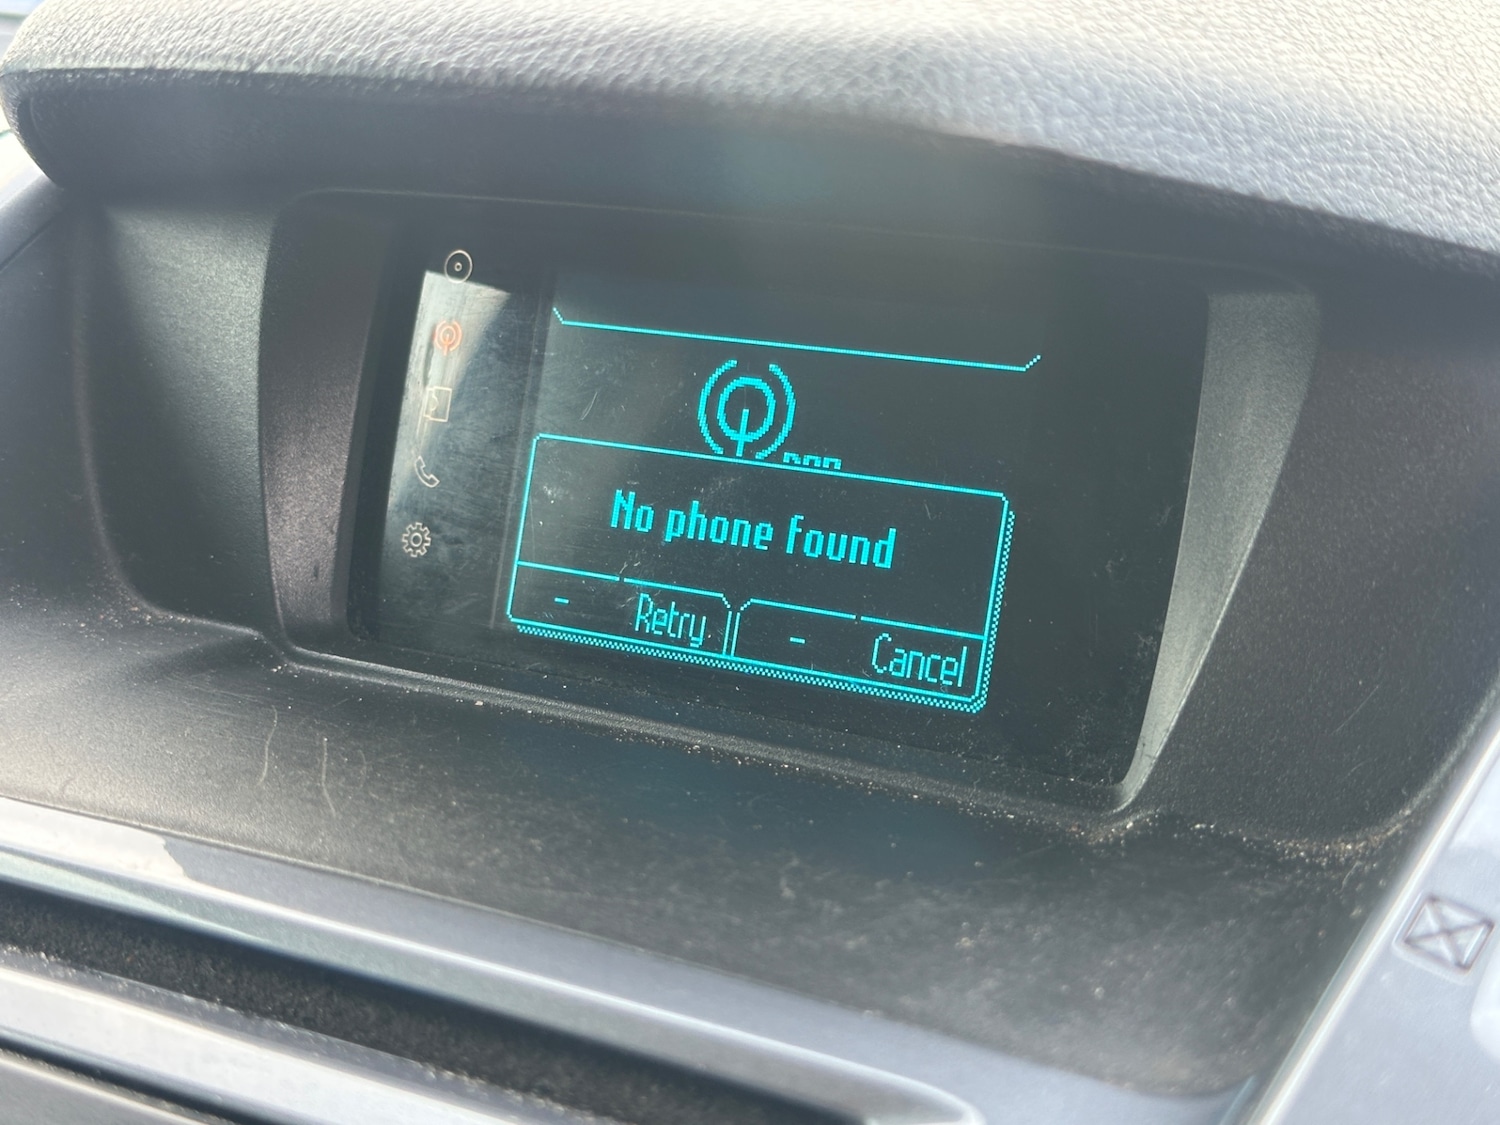 No phone found
- Retry - Cancel